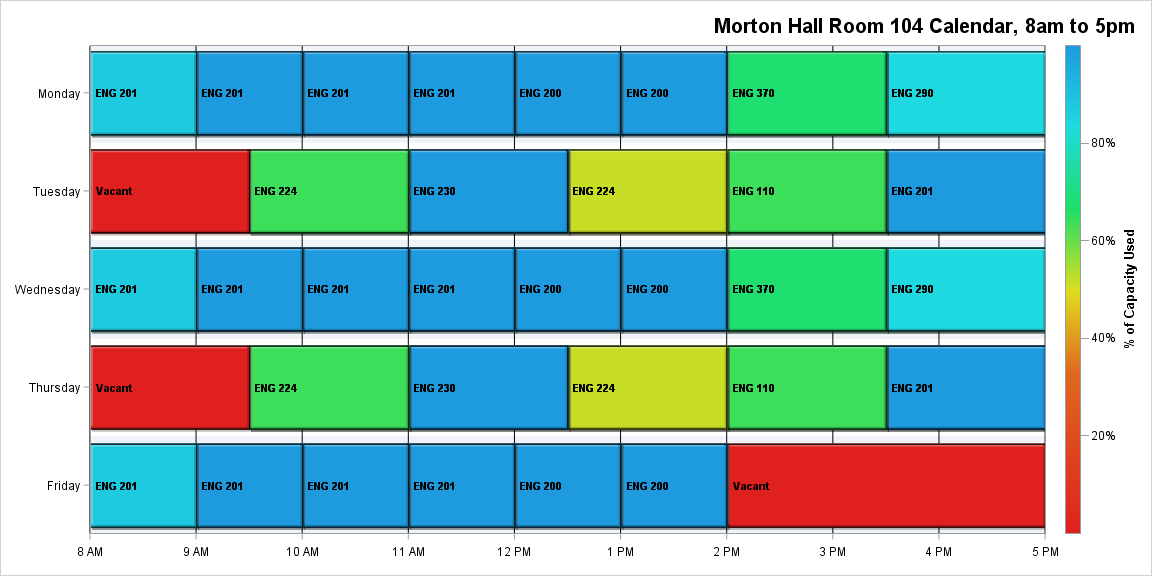 Morton Hall Room 104 Calendar, 8am to 5pm
Monday ENG 201 ENG 201 ENG 201 ENG 201 ENG 200 ENG 200 ENG 370 ENG 290
80%
Tuesday Vacant ENG 224 ENG 230 ENG 224 ENG 110 ENG 201
60%
Wednesday ENG 201 ENG 201 ENG 201 ENG 201 ENG 200 ENG 200 ENG 370 ENG 290
% of Capacity Used
40%
Thursday Vacant ENG 224 ENG 230 ENG 224 ENG 110 ENG 201
20%
Friday ENG 201 ENG 201 ENG 201 ENG 201 ENG 200 ENG 200 Vacant
8 AM 9 AM 10 AM 11 AM 12 PM 1 PM 2 PM 3 PM 4 PM 5 PM